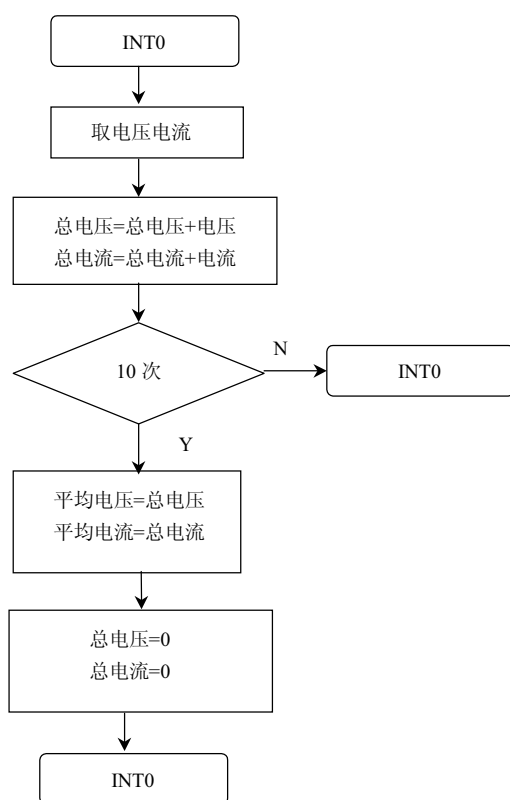 INT0
取电压电流
总电压=总电压+电压
总电流=总电流+电流
10 次
N
INT0
Y
平均电压=总电压
平均电流=总电流
总电压=0
总电流=0
INT0